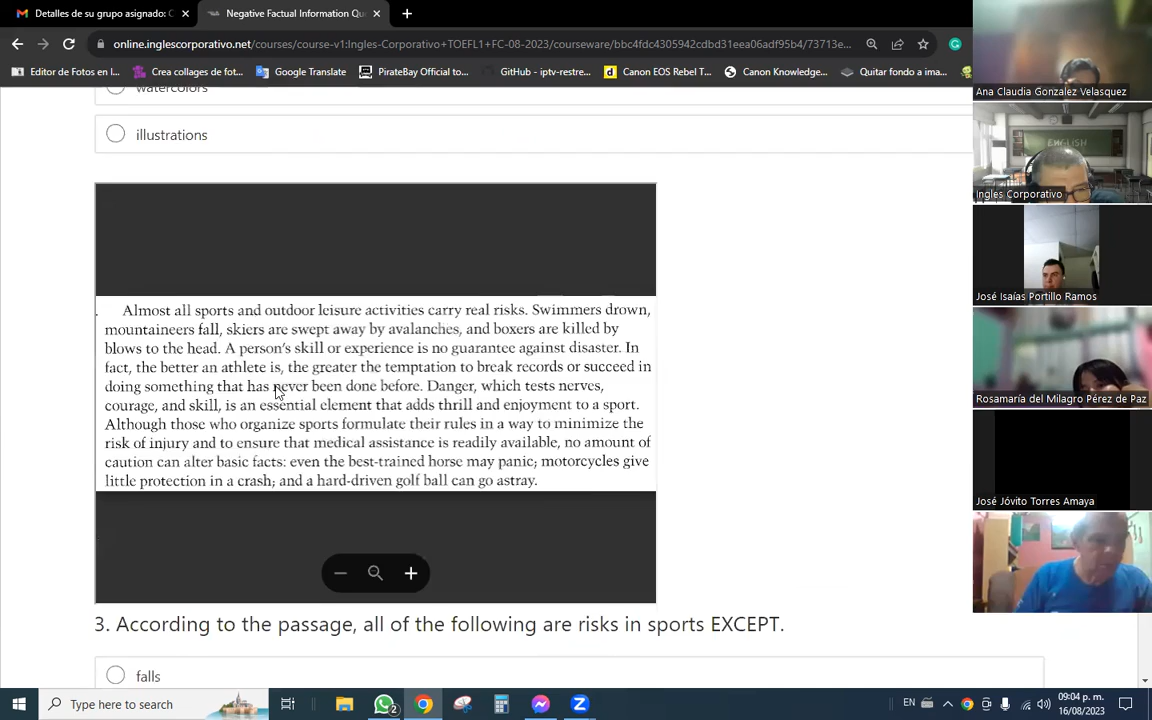 Detalles de su grupo asignado: C
Negative Factual Information Qu
online.inglescorporativo.net/courses/course-v1:Ingles-Corporativo+TOEFL1+FC-08-2023/courseware/bbc4fdc4305942cdbd31eea06adf95b4/73713e...
Editor de Fotos en l...
Crea collages de fot...
Google Translate
PirateBay Official to...
GitHub - iptv-restre...
Canon EOS Rebel T...
Canon Knowledge...
Quitar fondo a ima...
watercolors
illustrations
Almost all sports and outdoor leisure activities carry real risks. Swimmers drown,
mountaineers fall, skiers are swept away by avalanches, and boxers are killed by
blows to the head. A person's skill or experience is no guarantee against disaster. In
fact, the better an athlete is, the greater the temptation to break records or succeed in
doing something that has never been done before. Danger, which tests nerves,
courage, and skill, is an essential element that adds thrill and enjoyment to a sport.
Although those who organize sports formulate their rules in a way to minimize the
risk of injury and to ensure that medical assistance is readily available, no amount of
caution can alter basic facts: even the best-trained horse may panic; motorcycles give
little protection in a crash; and a hard-driven golf ball can go astray.
3. According to the passage, all of the following are risks in sports EXCEPT.
falls
Ana Claudia Gonzalez Velasquez
ENGLISH
Ingles Corporativo
José Isaías Portillo Ramos
Rosamaría del Milagro Pérez de Paz
José Jóvito Torres Amaya
Type here to search
2
EN
09:04 p. m.
16/08/2023